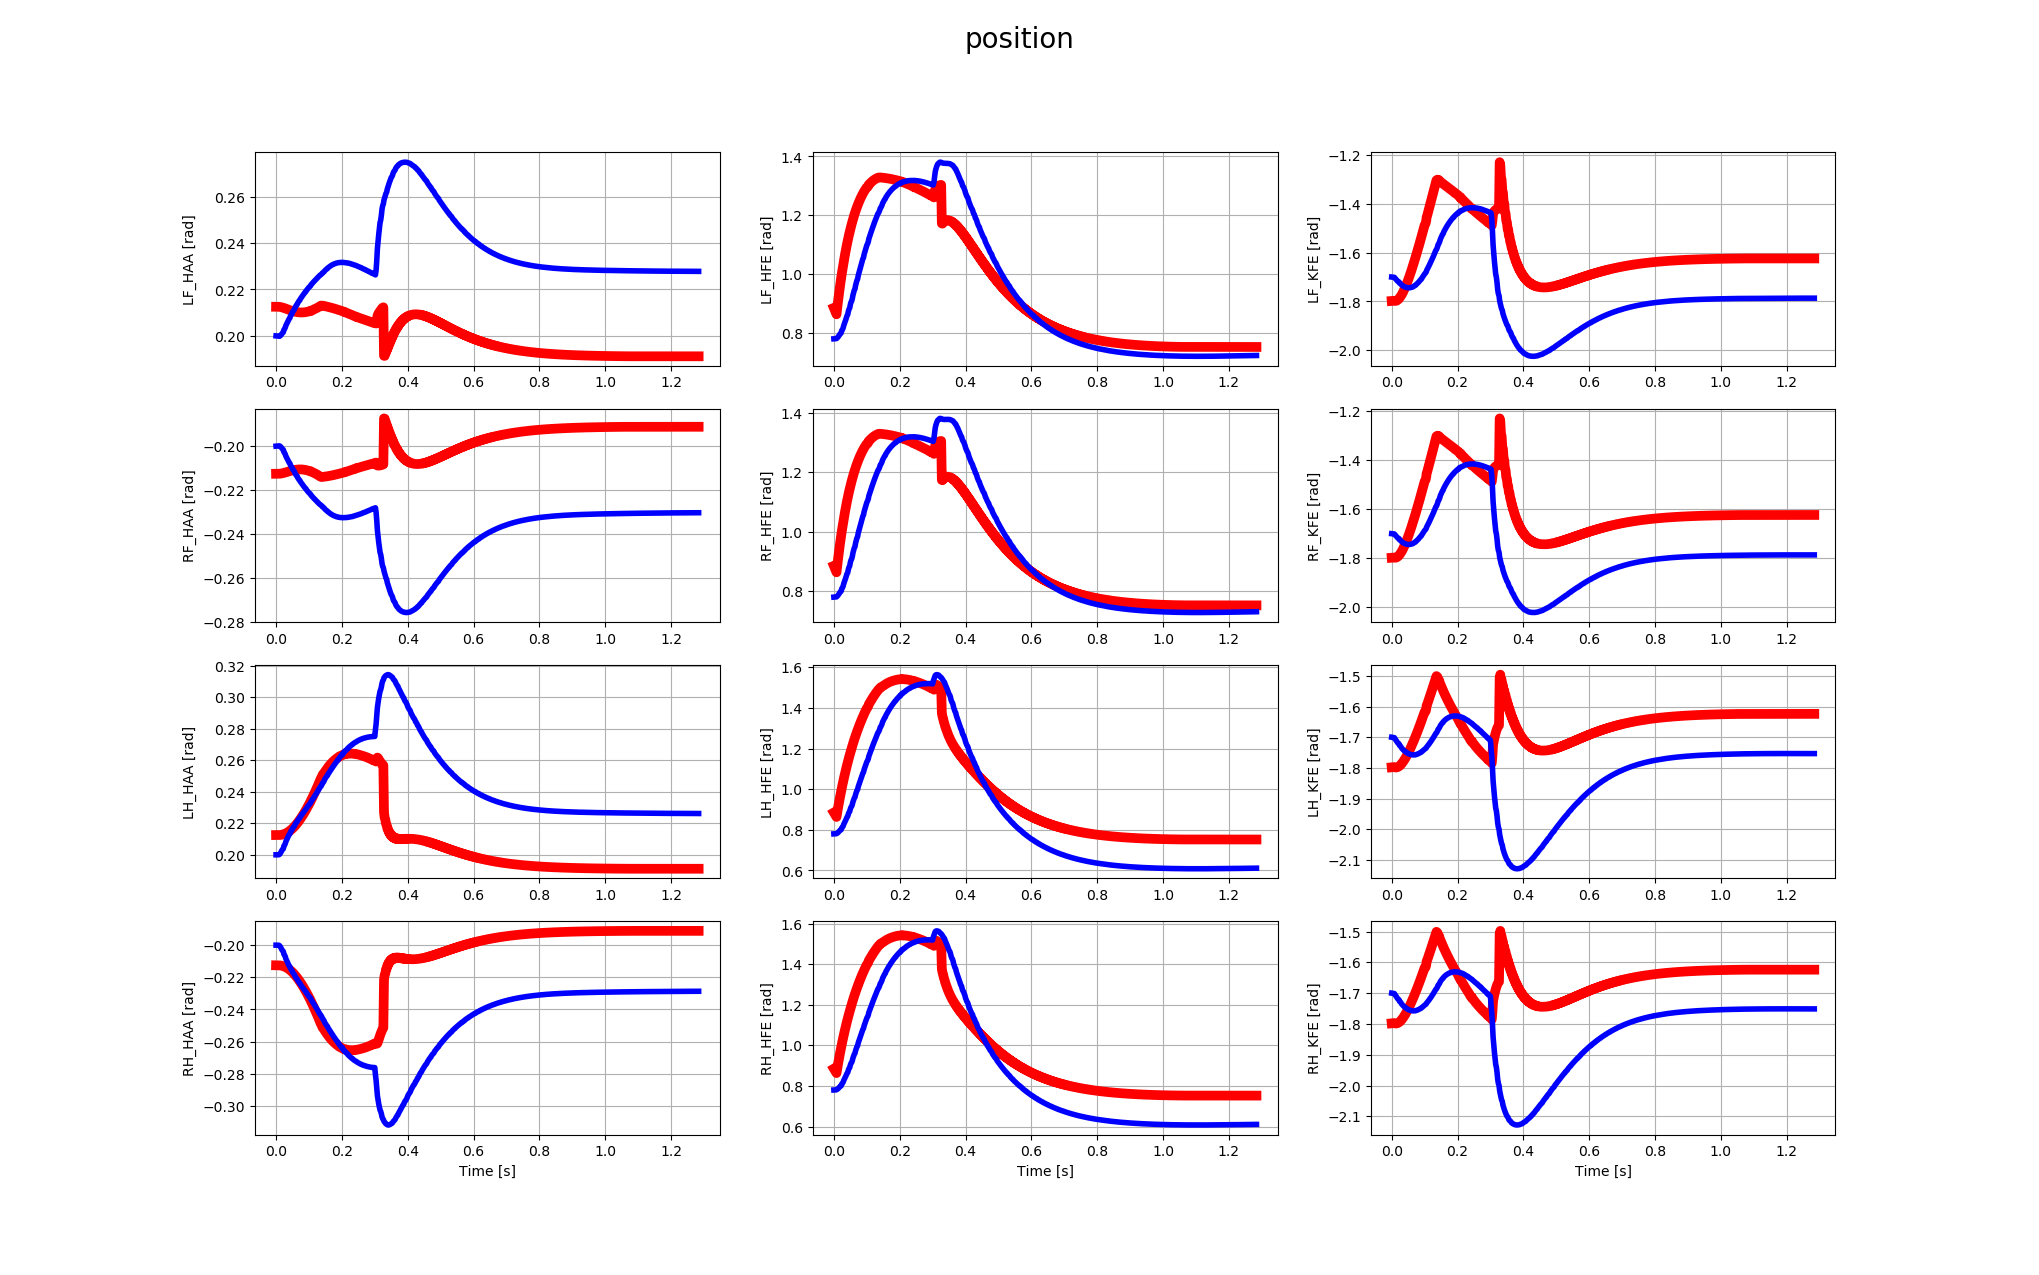 position
LF_HAA [rad]
0.26
0.24
0.22
0.20
0.0 0.2 0.4 0.6 0.8 1.0 1.2
LF_HFE [rad]
1.4
1.2
1.0
0.8
0.0 0.2 0.4 0.6 0.8 1.0 1.2
LF_KFE [rad]
−1.2
−1.4
−1.6
−1.8
−2.0
0.0 0.2 0.4 0.6 0.8 1.0 1.2
RF_HAA [rad]
−0.20
−0.22
−0.24
−0.26
−0.28
0.0 0.2 0.4 0.6 0.8 1.0 1.2
RF_HFE [rad]
1.4
1.2
1.0
0.8
0.0 0.2 0.4 0.6 0.8 1.0 1.2
RF_KFE [rad]
−1.2
−1.4
−1.6
−1.8
−2.0
0.0 0.2 0.4 0.6 0.8 1.0 1.2
LH_HAA [rad]
0.32
0.30
0.28
0.26
0.24
0.22
0.20
0.0 0.2 0.4 0.6 0.8 1.0 1.2
LH_HFE [rad]
1.6
1.4
1.2
1.0
0.8
0.6
0.0 0.2 0.4 0.6 0.8 1.0 1.2
LH_KFE [rad]
−1.5
−1.6
−1.7
−1.8
−1.9
−2.0
−2.1
0.0 0.2 0.4 0.6 0.8 1.0 1.2
RH_HAA [rad]
−0.20
−0.22
−0.24
−0.26
−0.28
−0.30
0.0 0.2 0.4 0.6 0.8 1.0 1.2
Time [s]
RH_HFE [rad]
1.6
1.4
1.2
1.0
0.8
0.6
0.0 0.2 0.4 0.6 0.8 1.0 1.2
Time [s]
RH_KFE [rad]
−1.5
−1.6
−1.7
−1.8
−1.9
−2.0
−2.1
0.0 0.2 0.4 0.6 0.8 1.0 1.2
Time [s]